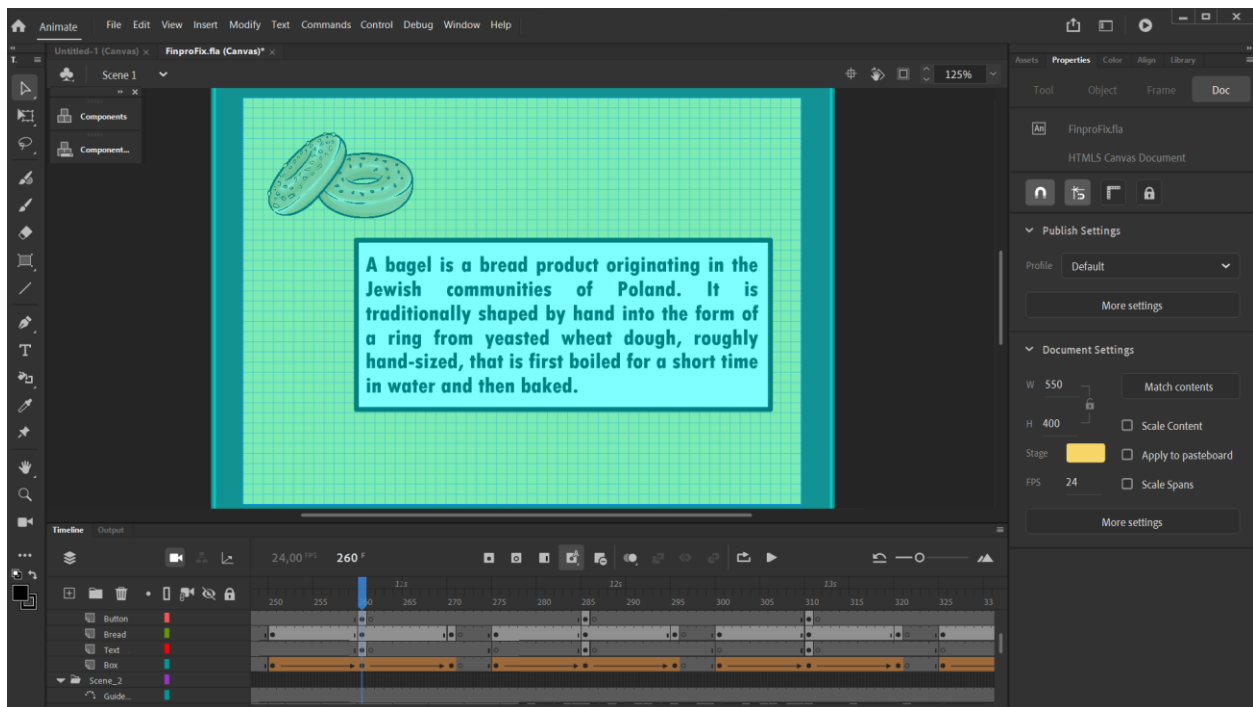 Animate File Edit View Insert Modify Text Commands Control Debug Window Help
Untitled-1 (Canvas) × FinproFix.fla (Canvas)* ×
Scene 1
125%
Components
Component...
A bagel is a bread product originating in the
Jewish communities of Poland. It is
traditionally shaped by hand into the form of
a ring from yeasted wheat dough, roughly
hand-sized, that is first boiled for a short time
in water and then baked.
Assets Properties Color Align Library
Tool Object Frame Doc
An FinproFix.fla
HTML5 Canvas Document
Publish Settings
Profile Default
More settings
Document Settings
W 550 Match contents
H 400 Scale Content
Stage Apply to pasteboard
FPS 24 Scale Spans
More settings
Timeline Output
24,00 FPS 260 F
11s 12s 13s
250 255 260 265 270 275 280 285 290 295 300 305 310 315 320 325 33
Button
Bread
Text
Box
Scene_2
Guide...